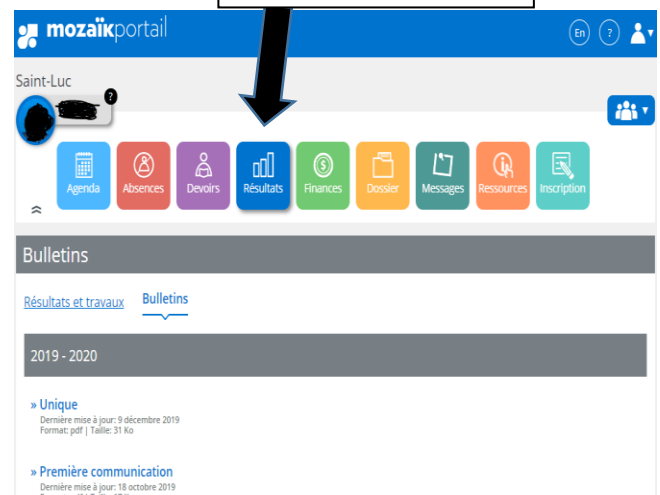 mozaïkportail
En ?
Saint-Luc
?
Agenda Absences Devoirs Résultats Finances Dossier Messages Ressources Inscription
Bulletins
Résultats et travaux Bulletins
2019 - 2020
» Unique
Dernière mise à jour: 9 décembre 2019
Format: pdf | Taille: 31 Ko
» Première communication
Dernière mise à jour: 18 octobre 2019